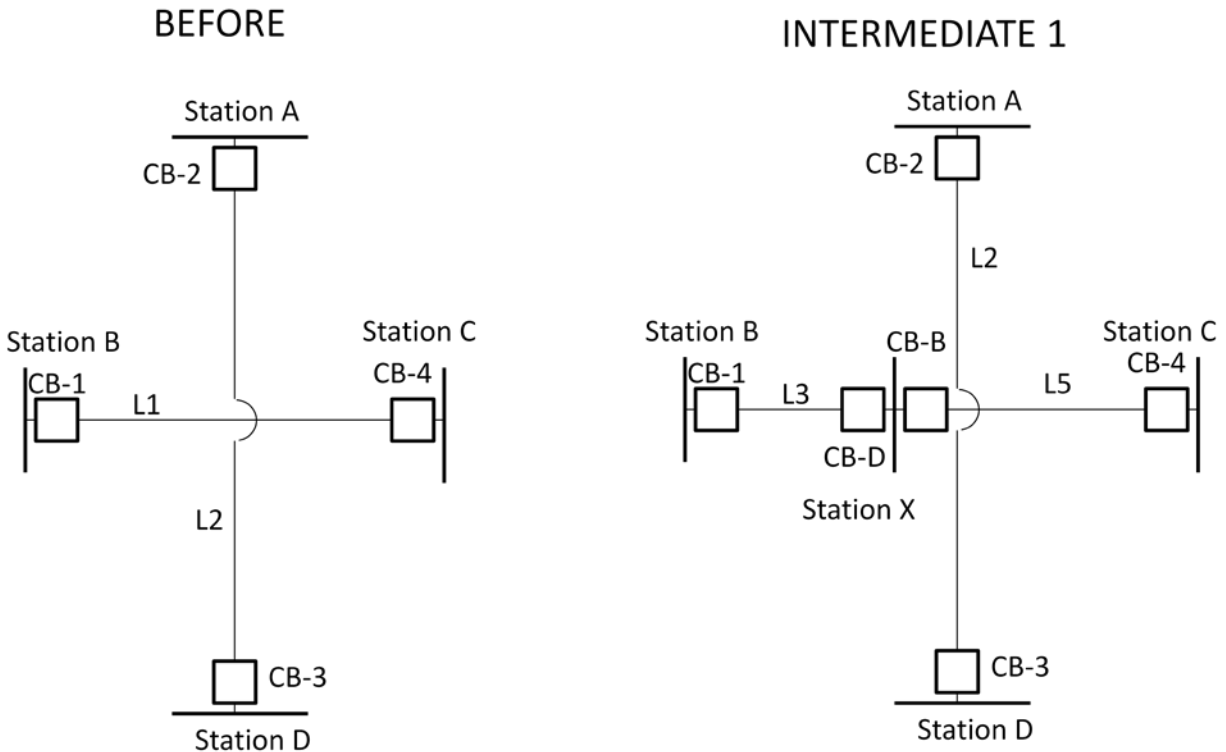 BEFORE
Station A
CB-2
Station B
CB-1
L1
Station C
CB-4
L2
CB-3
Station D
INTERMEDIATE 1
Station A
CB-2
L2
Station B
CB-1
L3
CB-B
CB-D
Station X
L5
Station C
CB-4
CB-3
Station D